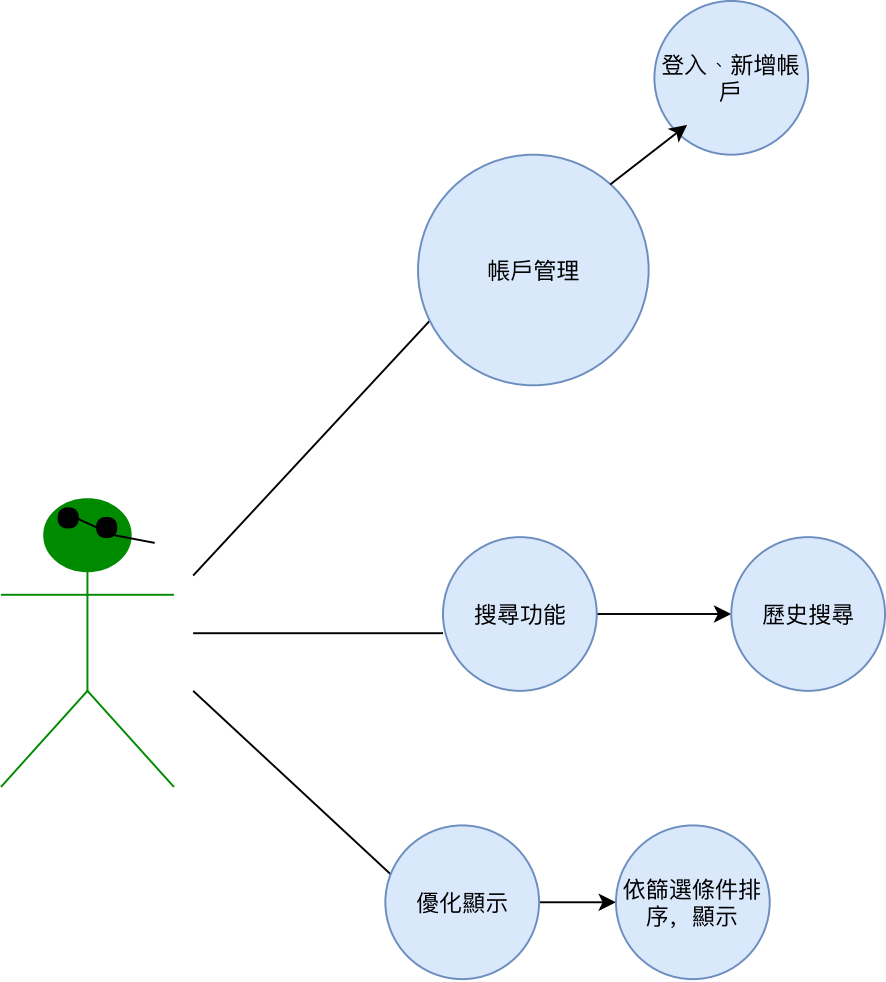 登入、新增帳
戶
帳戶管理
搜尋功能
歷史搜尋
優化顯示
依篩選條件排
序，顯示